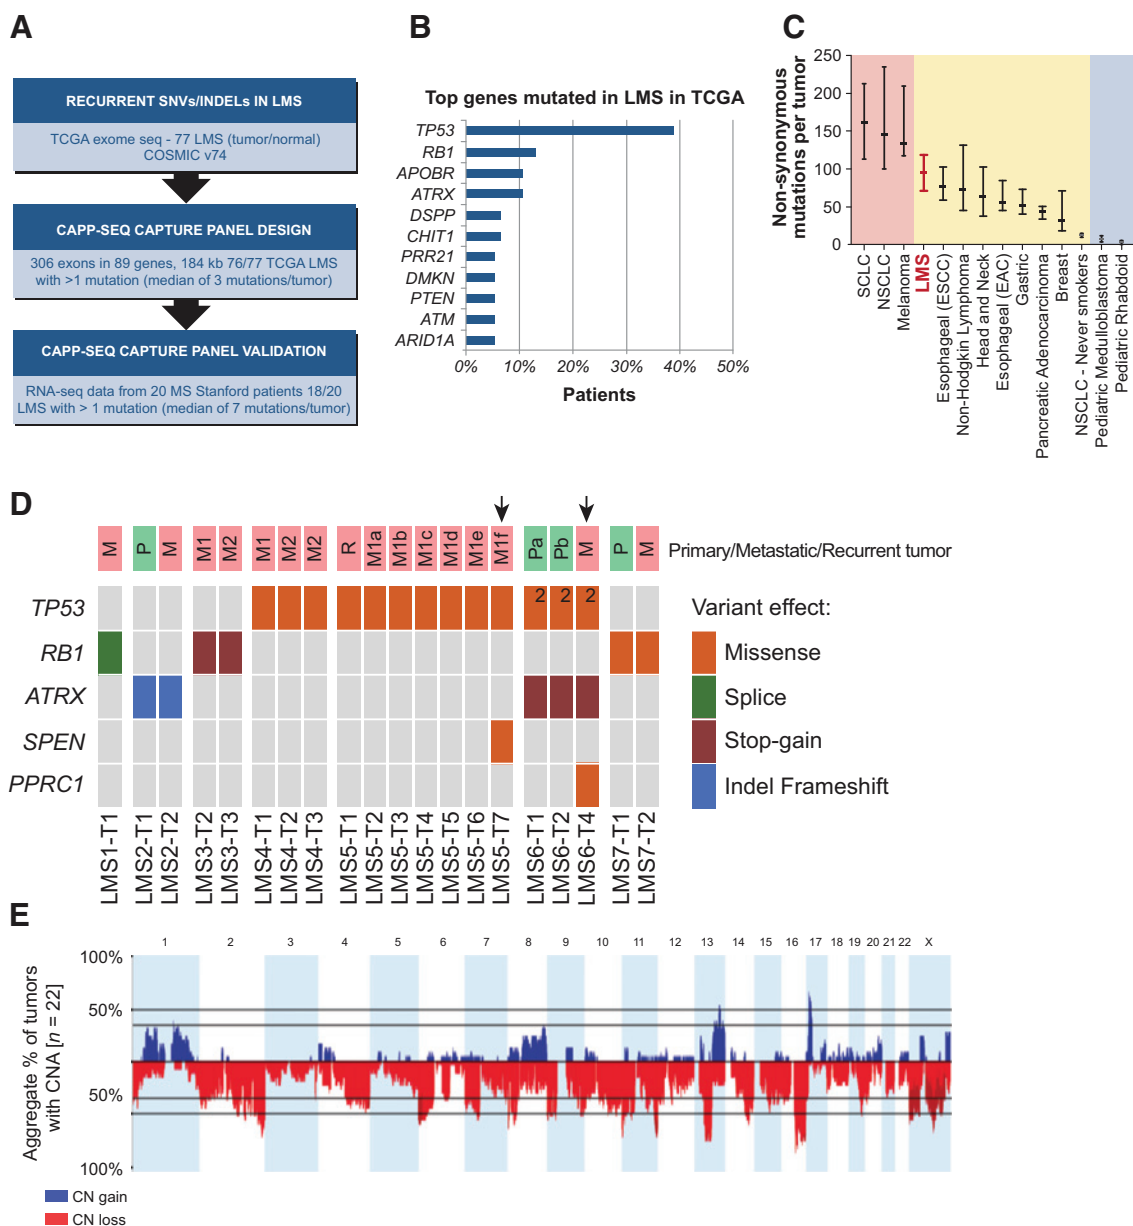 A
RECURRENT SNVs/INDELs IN LMS
TCGA exome seq - 77 LMS (tumor/normal)
COSMIC v74
CAPP-SEQ CAPTURE PANEL DESIGN
306 exons in 89 genes, 184 kb 76/77 TCGA LMS
with >1 mutation (median of 3 mutations/tumor)
CAPP-SEQ CAPTURE PANEL VALIDATION
RNA-seq data from 20 MS Stanford patients 18/20
LMS with > 1 mutation (median of 7 mutations/tumor)
B
Top genes mutated in LMS in TCGA
TP53
RB1
APOBR
ATRX
DSPP
CHIT1
PRR21
DMKN
PTEN
ATM
ARID1A
0% 10% 20% 30% 40% 50%
Patients
C
Non-synonymous
mutations per tumor
250
200
150
100
50
0
SCLC
NSCLC
Melanoma
LMS
Esophageal (ESCC)
Non-Hodgkin Lymphoma
Head and Neck
Esophageal (EAC)
Gastric
Pancreatic Adenocarcinoma
Breast
NSCLC - Never smokers
Pediatric Medulloblastoma
Pediatric Rhabdoid
D
M P M M1 M2 M1 M2 M2 R M1a M1b M1c M1d M1e M1f Pa Pb M P M
Primary/Metastatic/Recurrent tumor
TP53
2 2 2
RB1
ATRX
SPEN
PPRC1
Variant effect:
Missense
Splice
Stop-gain
Indel Frameshift
LMS1-T1
LMS2-T1
LMS2-T2
LMS3-T2
LMS3-T3
LMS4-T1
LMS4-T2
LMS4-T3
LMS5-T1
LMS5-T2
LMS5-T3
LMS5-T4
LMS5-T5
LMS5-T6
LMS5-T7
LMS6-T1
LMS6-T2
LMS6-T4
LMS7-T1
LMS7-T2
E
1 2 3 4 5 6 7 8 9 10 11 12 13 14 15 16 17 18 19 20 21 22 X
Aggregate % of tumors
with CNA [n = 22]
100%
50%
50%
100%
CN gain
CN loss